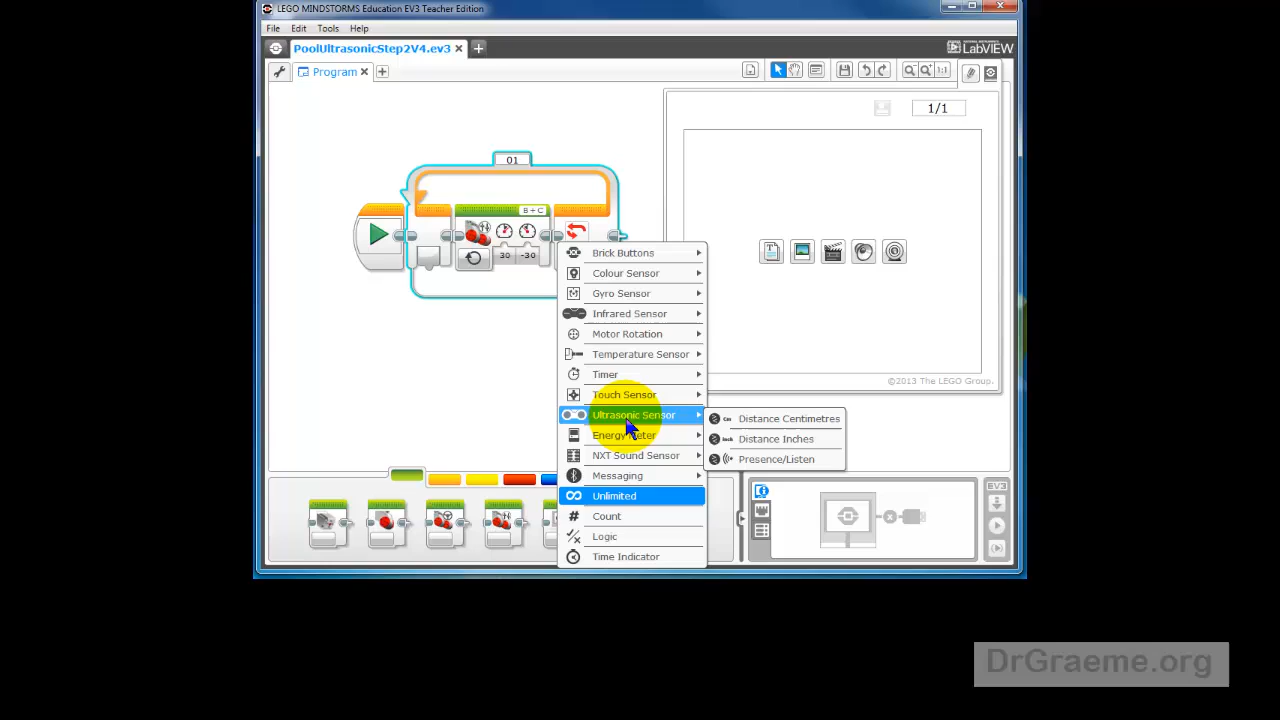 LEGO MINDSTORMS Education EV3 Teacher Edition
File Edit Tools Help
PoolUltrasonicStep2V4.ev3
LabVIEW
Program
1:1
1/1
01
B + C
30 -30
Brick Buttons
Colour Sensor
Gyro Sensor
Infrared Sensor
Motor Rotation
Temperature Sensor
Timer
Touch Sensor
Ultrasonic Sensor
Energy Meter
NXT Sound Sensor
Messaging
Unlimited
Count
Logic
Time Indicator
Distance Centimetres
Distance Inches
Presence/Listen
©2013 The LEGO Group.
EV3
DrGraeme.org